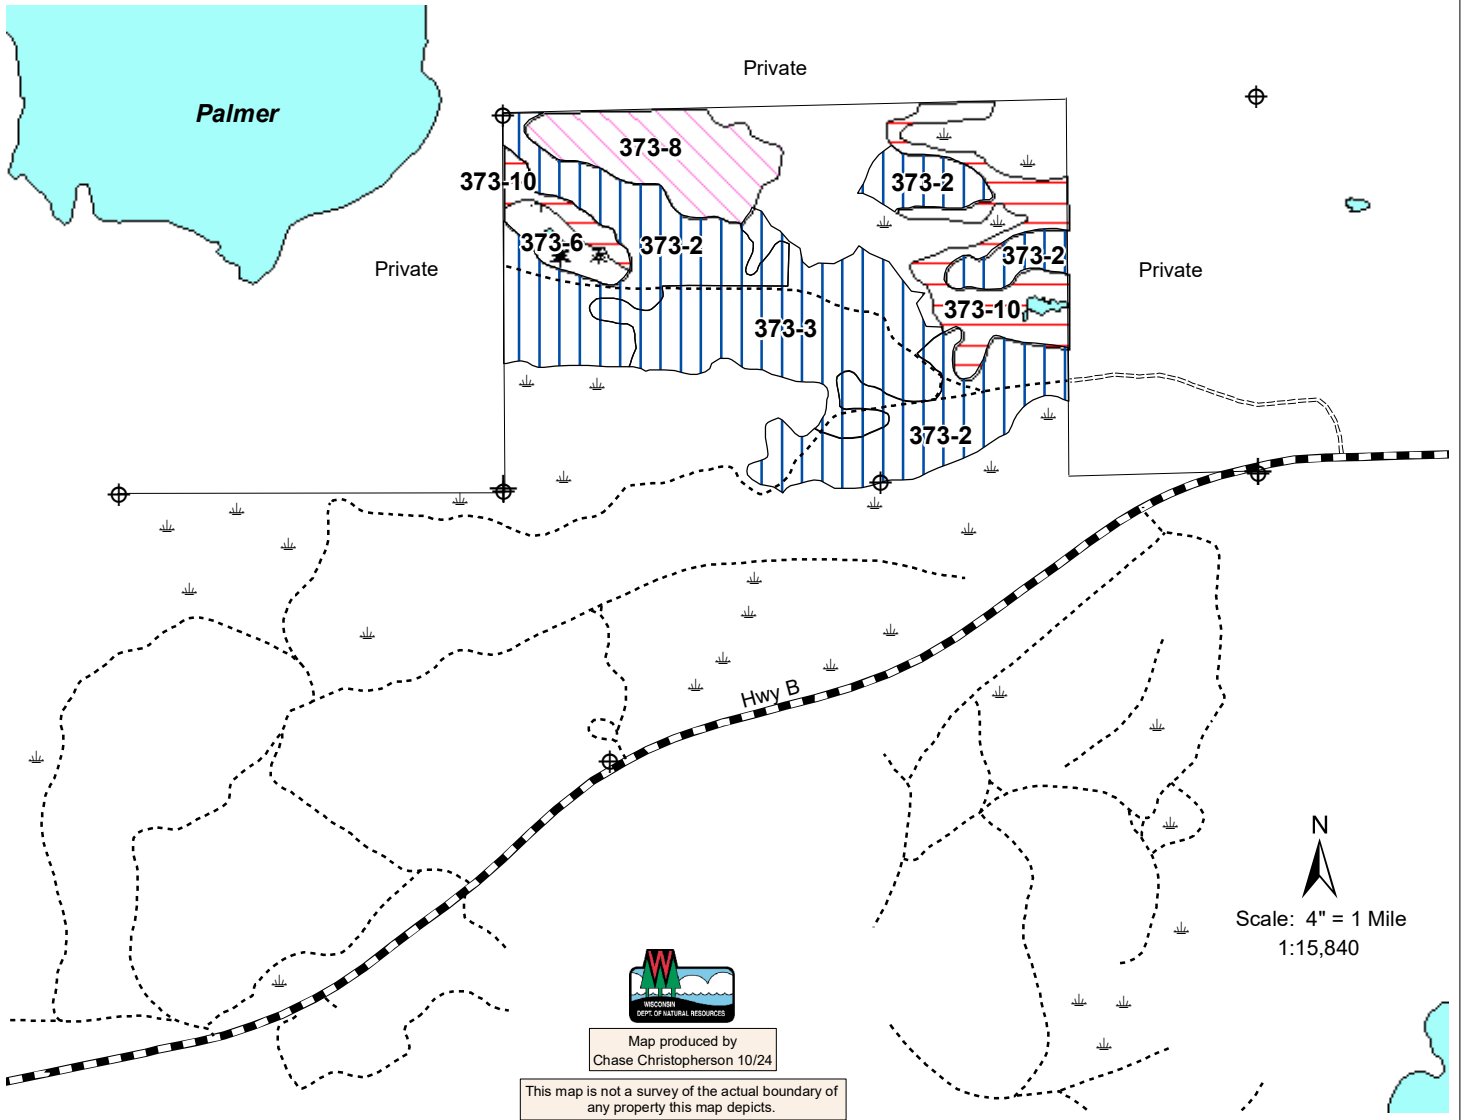 Private
Palmer
373-8
373-10
373-2
373-6
373-2
373-2
Private
Private
373-10
373-3
373-2
Hwy B
N
Scale: 4" = 1 Mile
1:15,840
WISCONSIN
DEPT. OF NATURAL RESOURCES
Map produced by
Chase Christopherson 10/24
This map is not a survey of the actual boundary of
any property this map depicts.